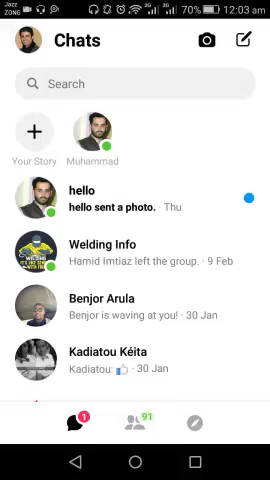 Jazz
ZONG
3G
2G
70%
12:03 am
Chats
Search
Your Story
Muhammad
hello
hello sent a photo. · Thu
Welding Info
Hamid Imtiaz left the group. · 9 Feb
Benjor Arula
Benjor is waving at you! · 30 Jan
Kadiatou Kéita
Kadiatou: 👍 · 30 Jan
1
91